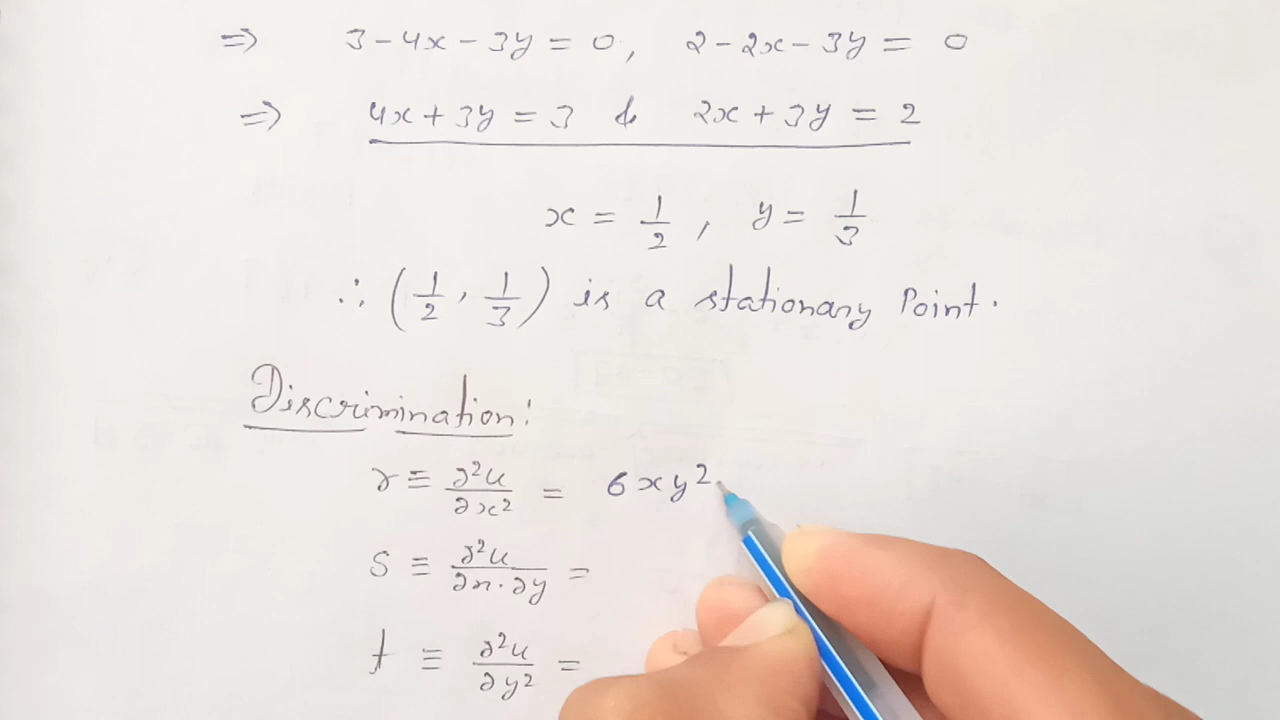 ⇒ 3 - 4x - 3y = 0, 2 - 2x - 3y = 0
⇒ 4x + 3y = 3 & 2x + 3y = 2
x = 1/2, y = 1/3
∴ (1/2, 1/3) is a stationary Point.
Discrimination:
r ≡ ∂²u/∂x² = 6xy²
s ≡ ∂²u/∂x·∂y =
t ≡ ∂²u/∂y² =